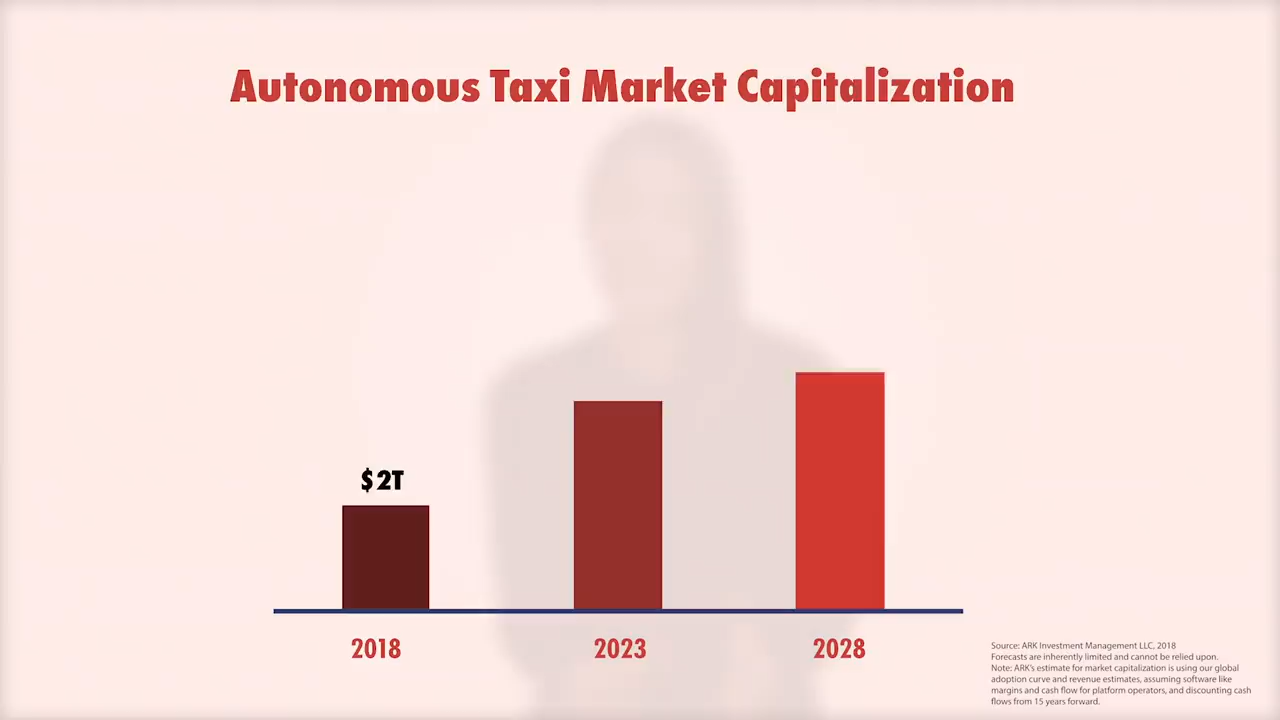 Autonomous Taxi Market Capitalization
$2T
2018
2023
2028
Source: ARK Investment Management LLC, 2018
Forecasts are inherently limited and cannot be relied upon.
Note: ARK's estimate for market capitalization is using our global
adoption curve and revenue estimates, assuming software like
margins and cash flow for platform operators, and discounting cash
flows from 15 years forward.